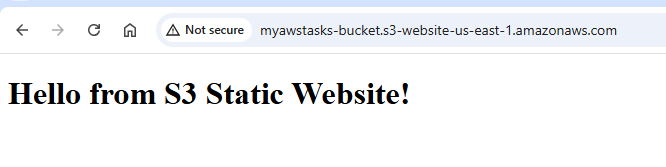 Not secure myawstasks-bucket.s3-website-us-east-1.amazonaws.com
Hello from S3 Static Website!